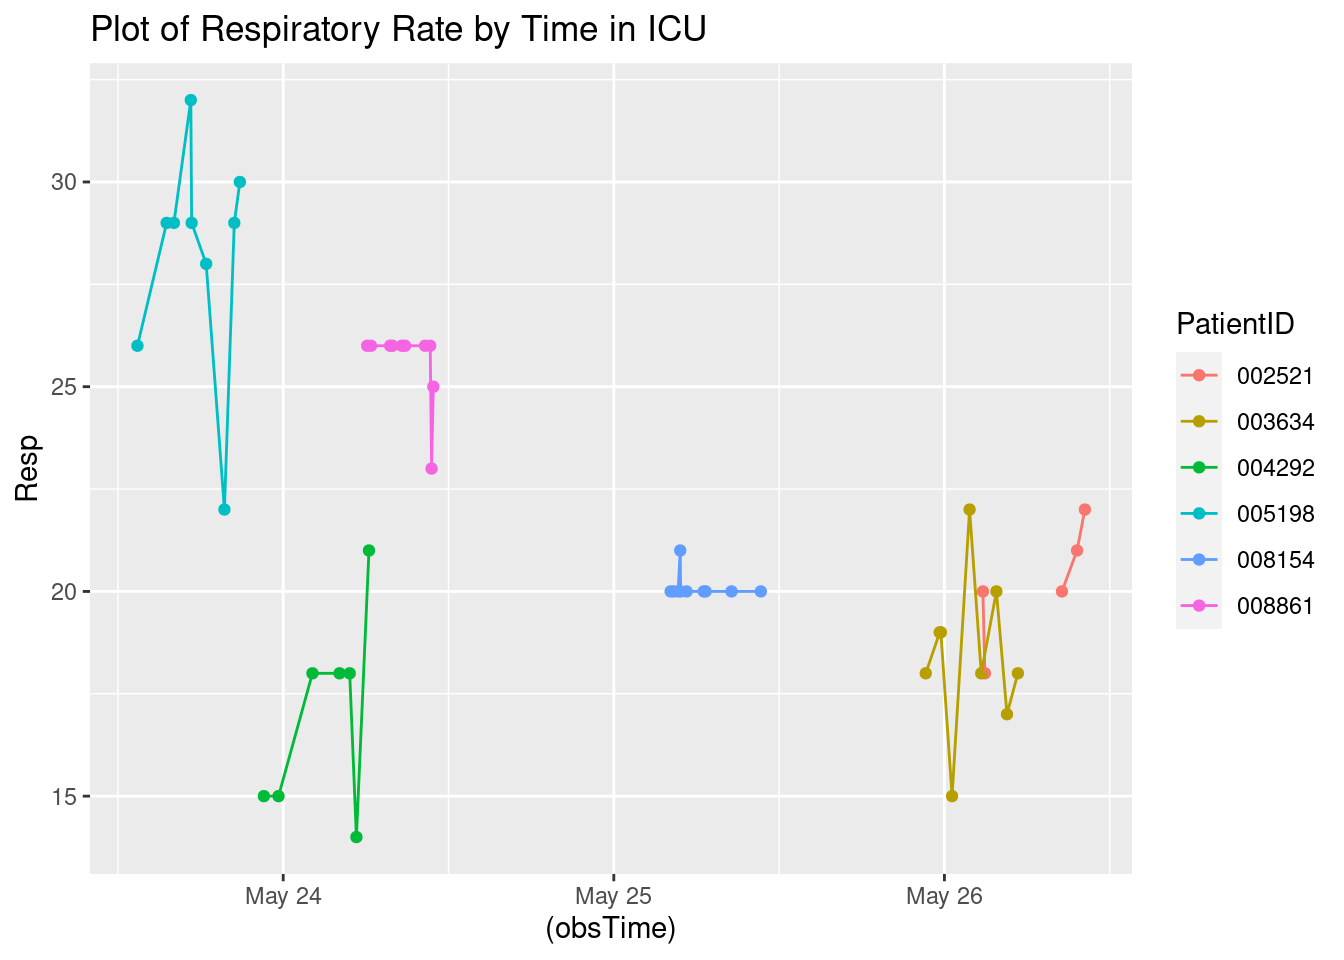 Plot of Respiratory Rate by Time in ICU
Resp
30
25
20
15
May 24 May 25 May 26
(obsTime)
PatientID
002521
003634
004292
005198
008154
008861